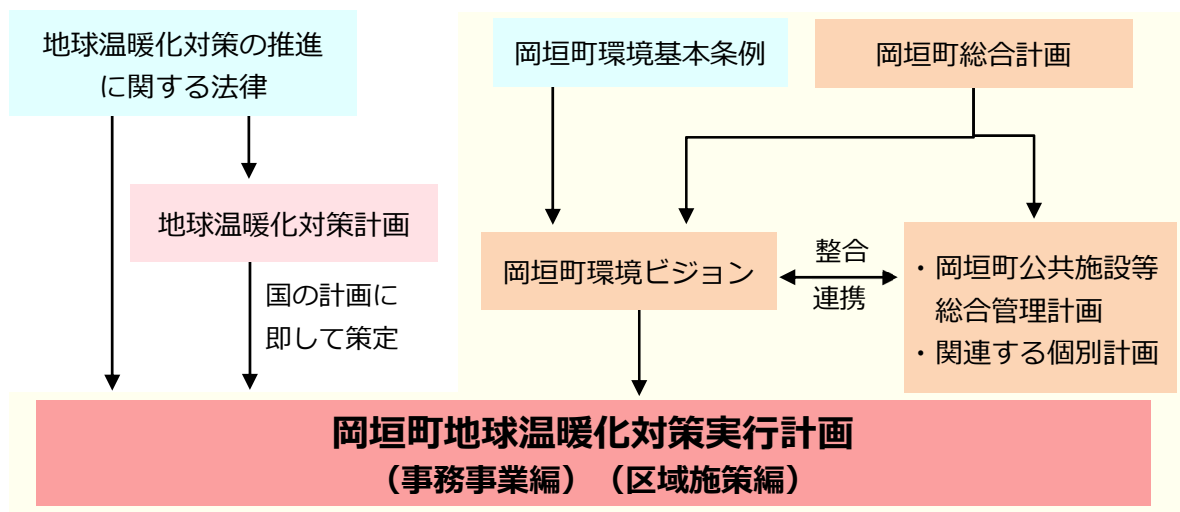 地球温暖化対策の推進
に関する法律
岡垣町環境基本条例
岡垣町総合計画
地球温暖化対策計画
国の計画に
即して策定
岡垣町環境ビジョン
整合
連携
・岡垣町公共施設等
総合管理計画
・関連する個別計画
岡垣町地球温暖化対策実行計画
（事務事業編）（区域施策編）